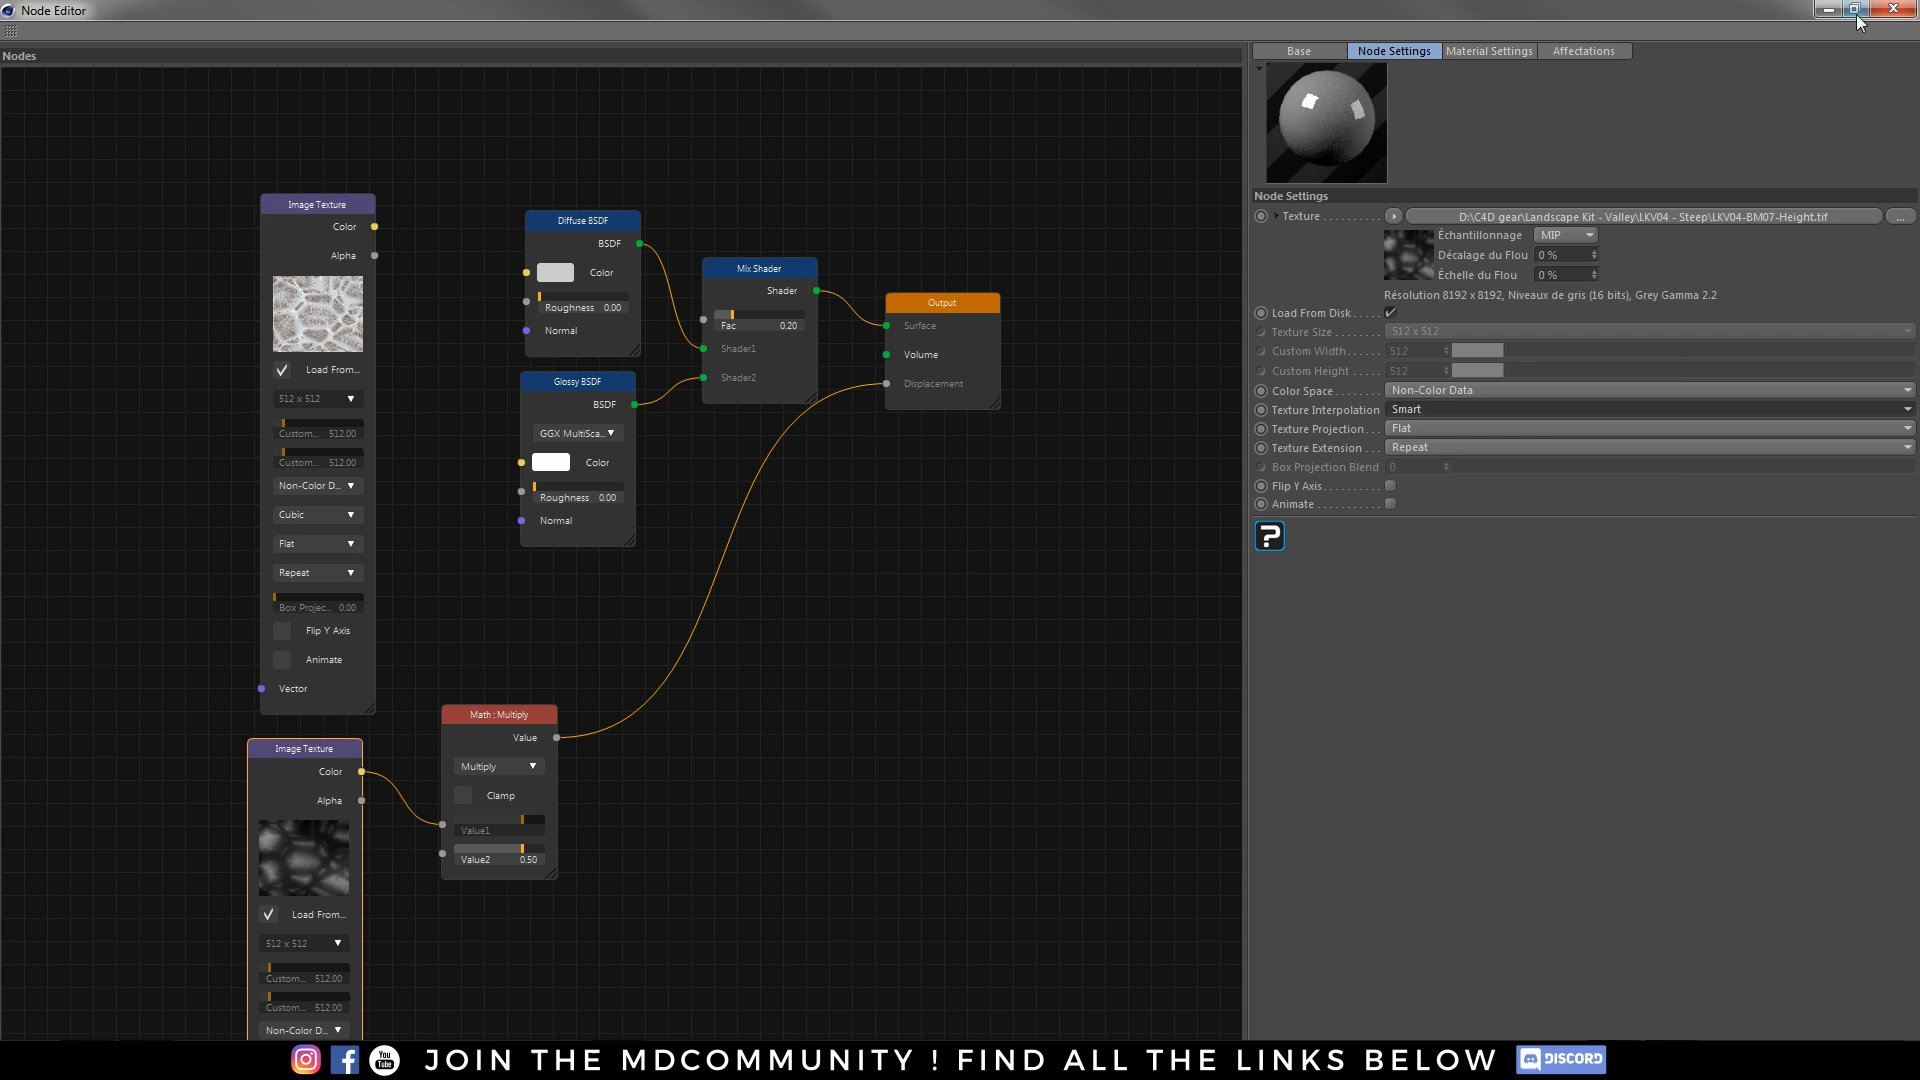 Node Editor
Nodes
Image Texture
Color
Alpha
Load From...
512 x 512
Custom... 512.00
Custom... 512.00
Non-Color D...
Cubic
Flat
Repeat
Box Projec... 0.00
Flip Y Axis
Animate
Vector
Image Texture
Color
Alpha
Load From...
512 x 512
Custom... 512.00
Custom... 512.00
Non-Color D...
Diffuse BSDF
BSDF
Color
Roughness 0.00
Normal
Glossy BSDF
BSDF
GGX MultiSca...
Color
Roughness 0.00
Normal
Math : Multiply
Value
Multiply
Clamp
Value1
Value2 0.50
Mix Shader
Shader
Fac 0.20
Shader1
Shader2
Output
Surface
Volume
Displacement
Base Node Settings Material Settings Affectations
Node Settings
Texture . . . . . . . . . D:\C4D gear\Landscape Kit - Valley\LKV04 - Steep\LKV04-BM07-Height.tif ...
Échantillonnage MIP
Décalage du Flou 0 %
Échelle du Flou 0 %
Résolution 8192 x 8192, Niveaux de gris (16 bits), Grey Gamma 2.2
Load From Disk . . . . .
Texture Size . . . . . . . 512 x 512
Custom Width . . . . . . 512
Custom Height . . . . . 512
Color Space . . . . . . . Non-Color Data
Texture Interpolation Smart
Texture Projection . . . Flat
Texture Extension . . . Repeat
Box Projection Blend 0
Flip Y Axis . . . . . . . . . .
Animate . . . . . . . . . . .
?
You Tube JOIN THE MDCOMMUNITY ! FIND ALL THE LINKS BELOW DISCORD